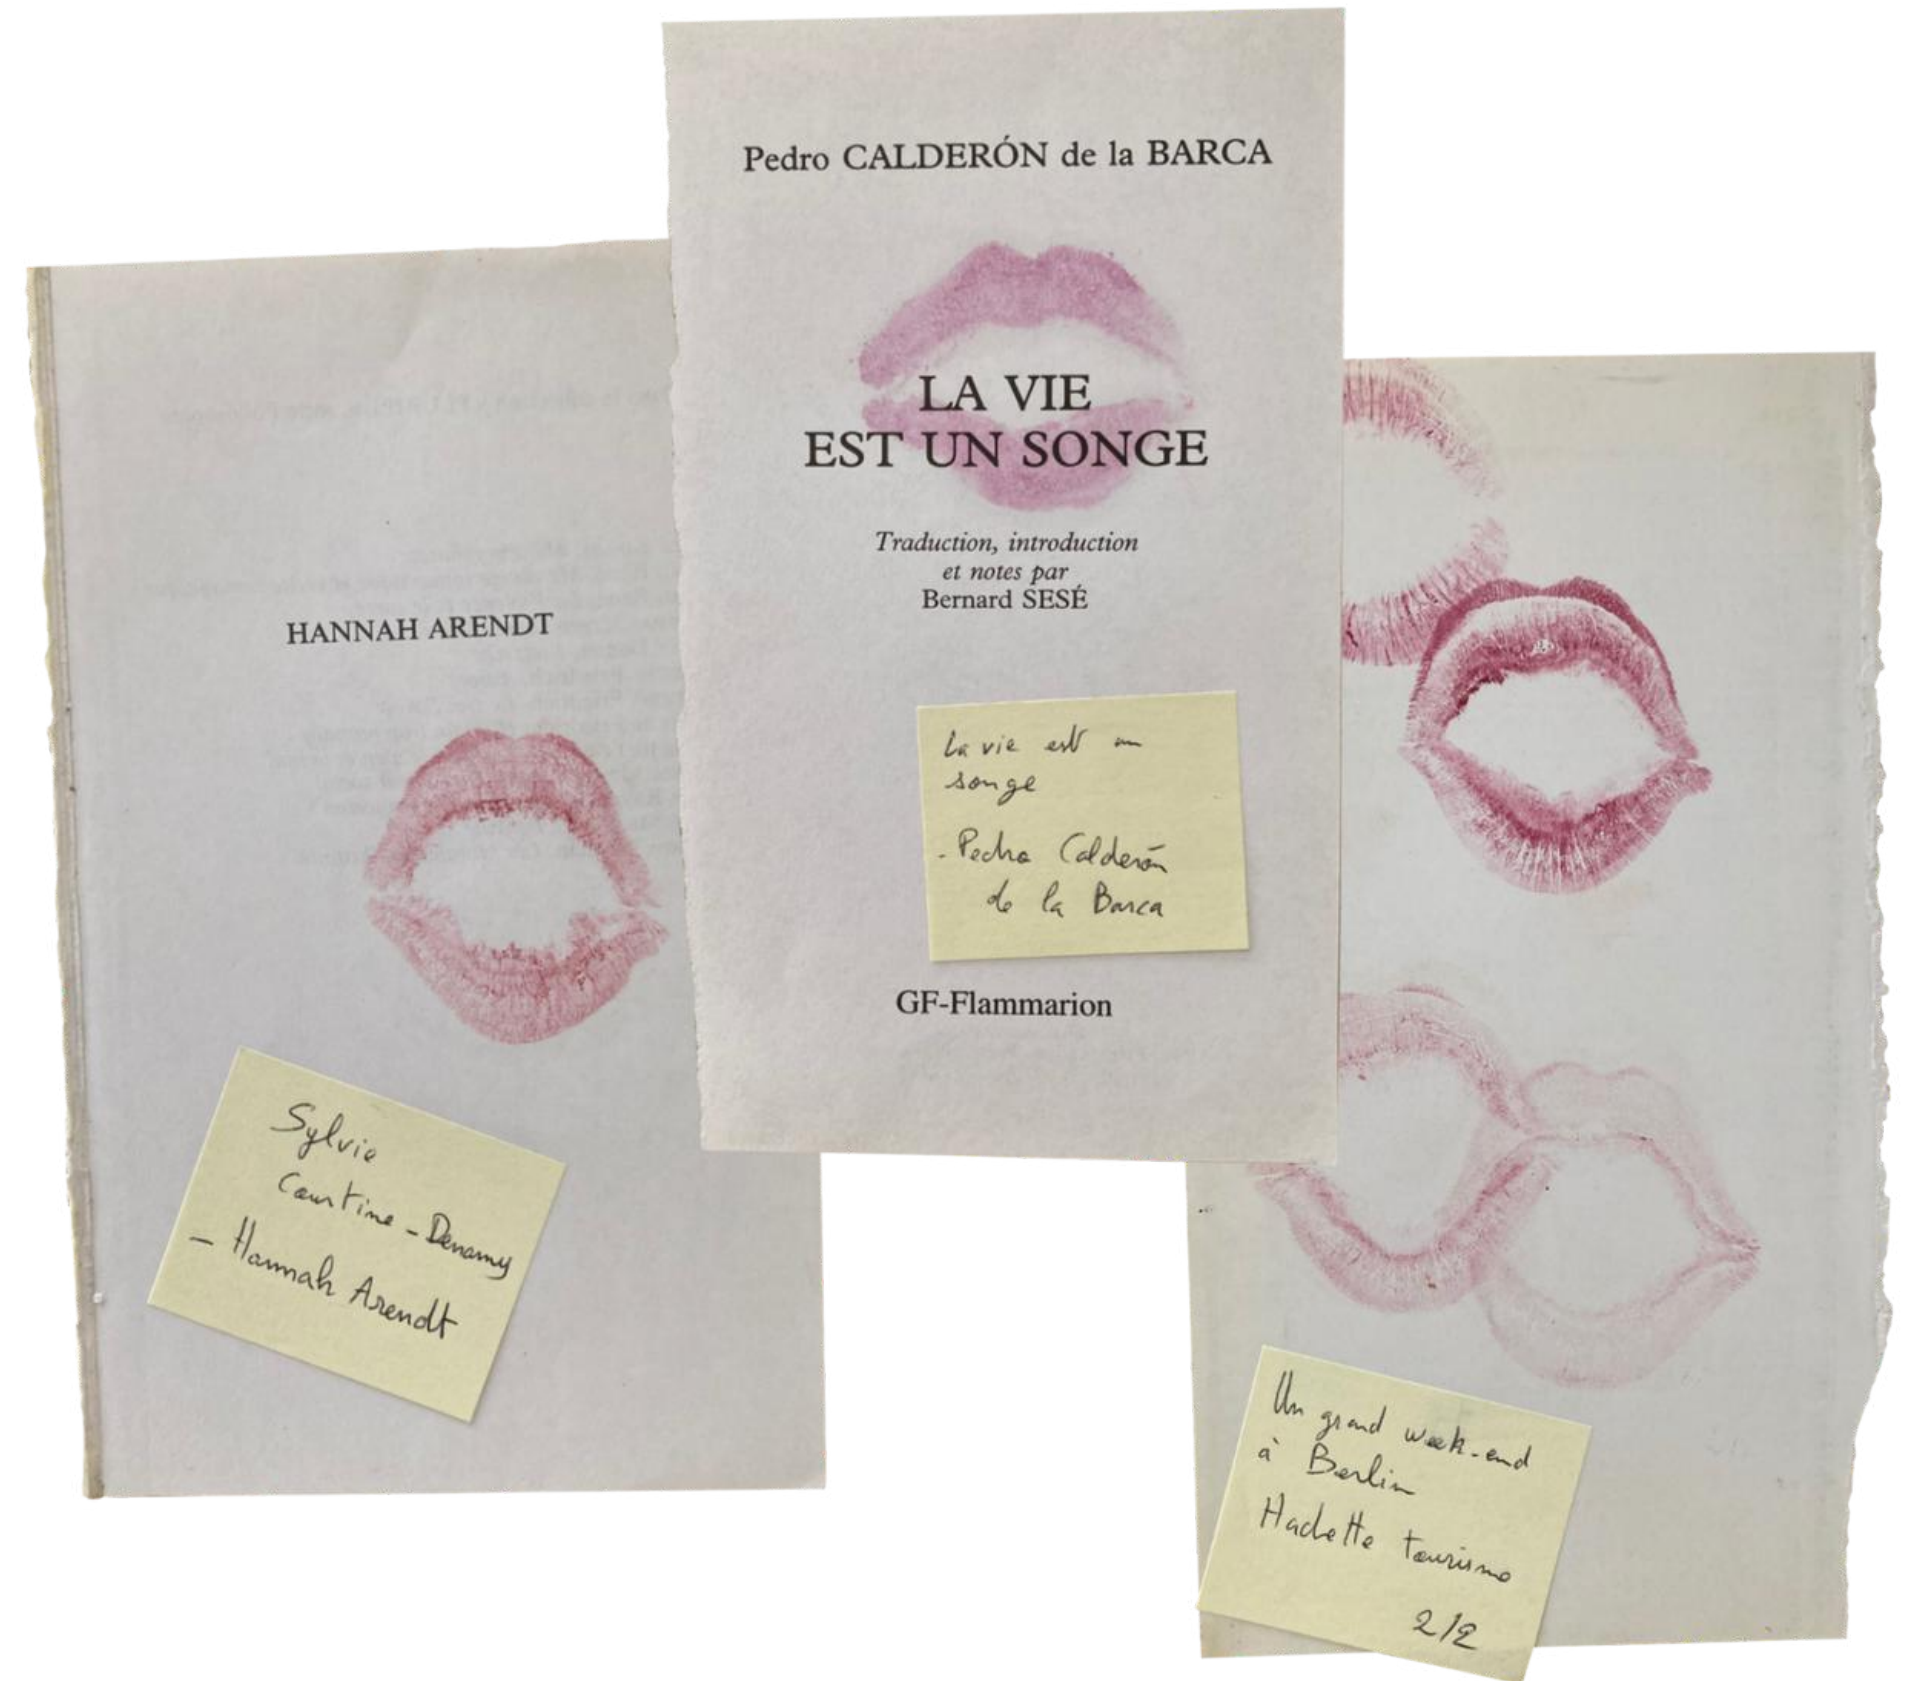 HANNAH ARENDT
Sylvie
Courtine-Denamy
- Hannah Arendt
Pedro CALDERÓN de la BARCA
LA VIE
EST UN SONGE
Traduction, introduction
et notes par
Bernard SESÉ
La vie est un
songe
- Pedro Calderón
de la Barca
GF-Flammarion
Un grand week-end
à Berlin
Hachette tourisme
2/2